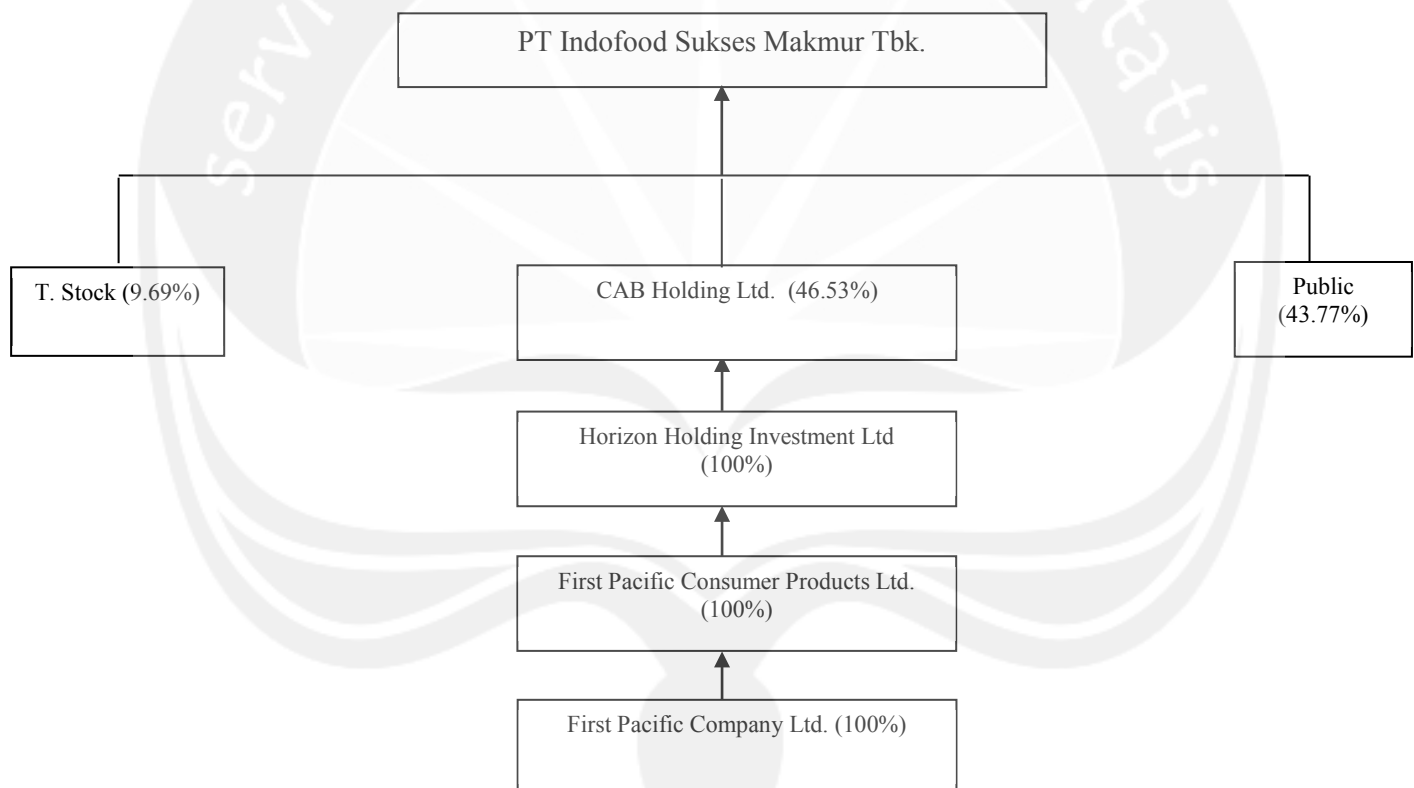 PT Indofood Sukses Makmur Tbk.
T. Stock (9.69%)
CAB Holding Ltd. (46.53%)
Public
(43.77%)
Horizon Holding Investment Ltd
(100%)
First Pacific Consumer Products Ltd.
(100%)
First Pacific Company Ltd. (100%)